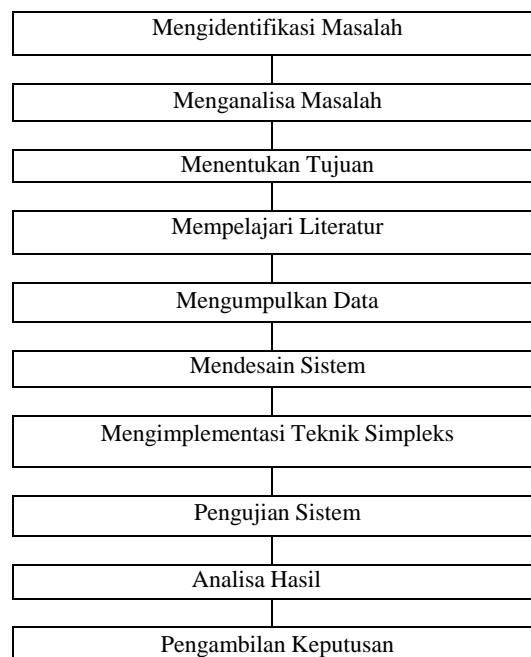 Mengidentifikasi Masalah
Menganalisa Masalah
Menentukan Tujuan
Mempelajari Literatur
Mengumpulkan Data
Mendesain Sistem
Mengimplementasi Teknik Simpleks
Pengujian Sistem
Analisa Hasil
Pengambilan Keputusan